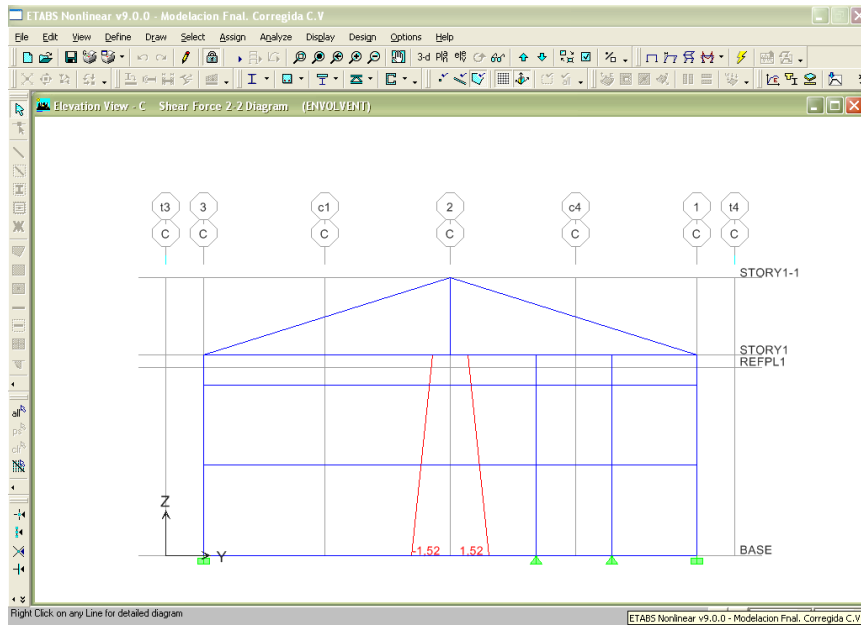 ETABS Nonlinear v9.0.0 - Modelacion Fnal. Corregida C.V
File Edit View Define Draw Select Assign Analyze Display Design Options Help
3-d
Elevation View - C Shear Force 2-2 Diagram (ENVOLVENT)
all
ps
clr
t3 3 c1 2 c4 1 t4
C C C C C C C
STORY1-1
STORY1
REFPL1
Z
Y
-1.52 1.52
BASE
Right Click on any Line for detailed diagram
ETABS Nonlinear v9.0.0 - Modelacion Fnal. Corregida C.V